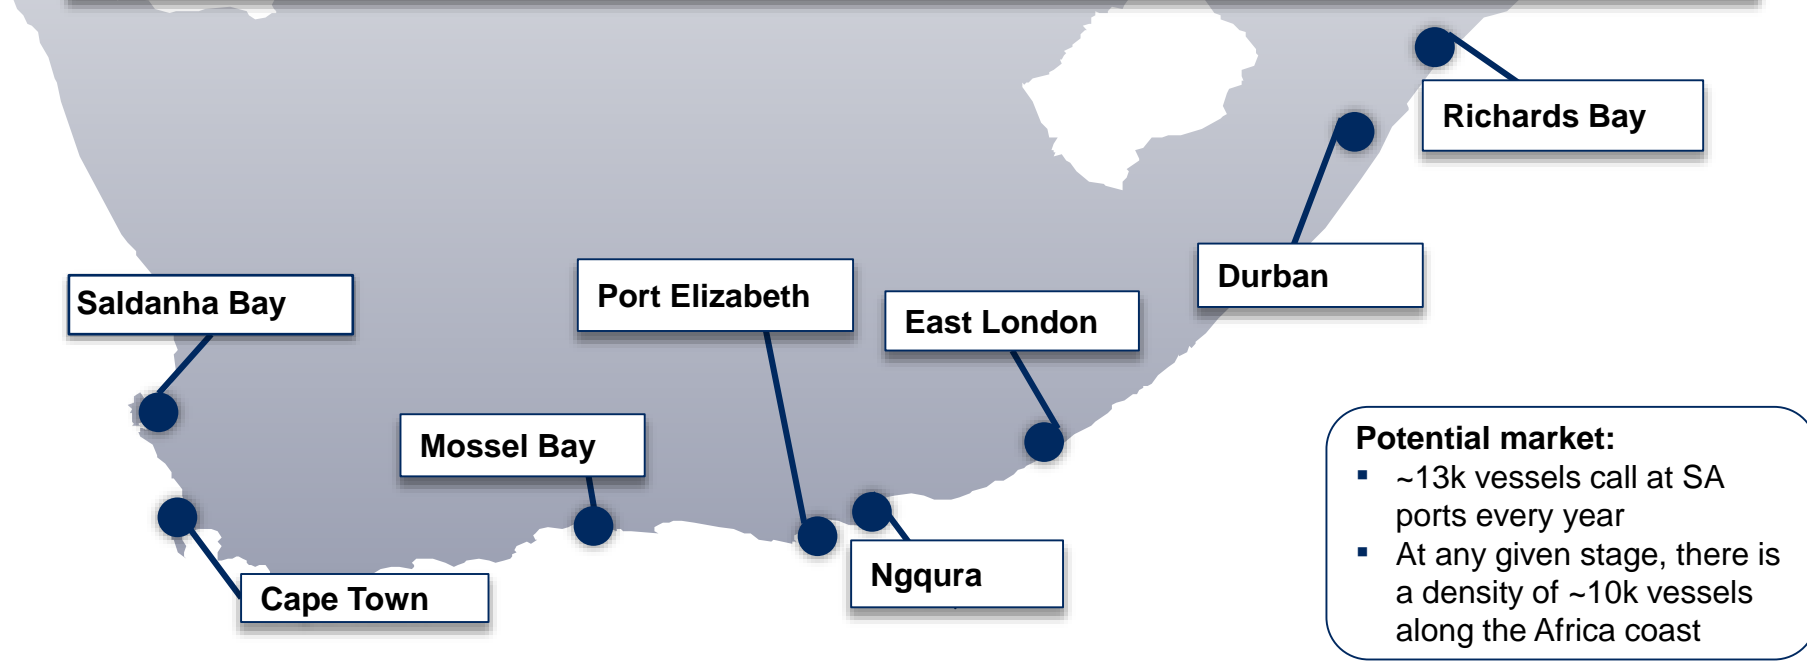 Richards Bay
Durban
Port Elizabeth
Saldanha Bay
East London
Mossel Bay
Ngqura
Cape Town
Potential market:
▪ ~13k vessels call at SA
ports every year
▪ At any given stage, there is
a density of ~10k vessels
along the Africa coast